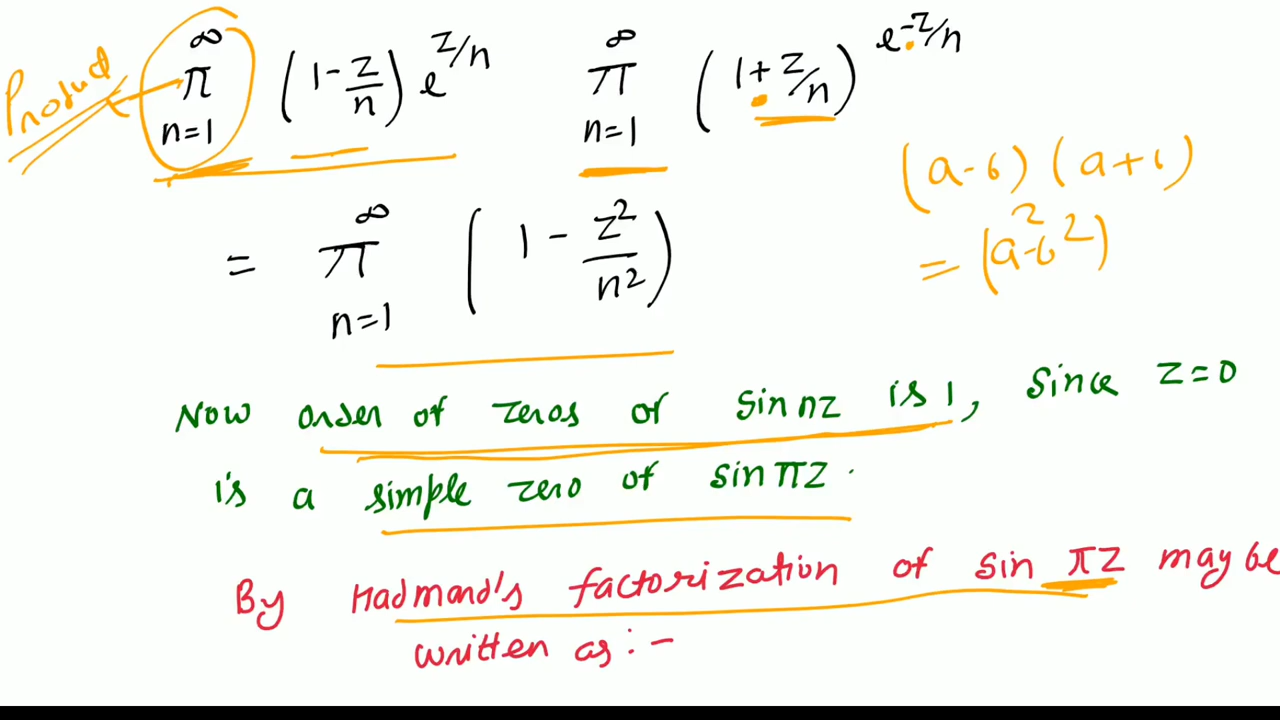 Product
∞ π n=1 (1 - z/n) e^z/n ∞ π n=1 (1 + z/n) e^-z/n
(a-b) (a+b)
= (a²-b²)
= ∞ π n=1 (1 - z²/n²)
Now order of zeros of sin πz is 1, since z=0
is a simple zero of sin πz.
By Hadmard's factorization of sin πz may be
written as :-